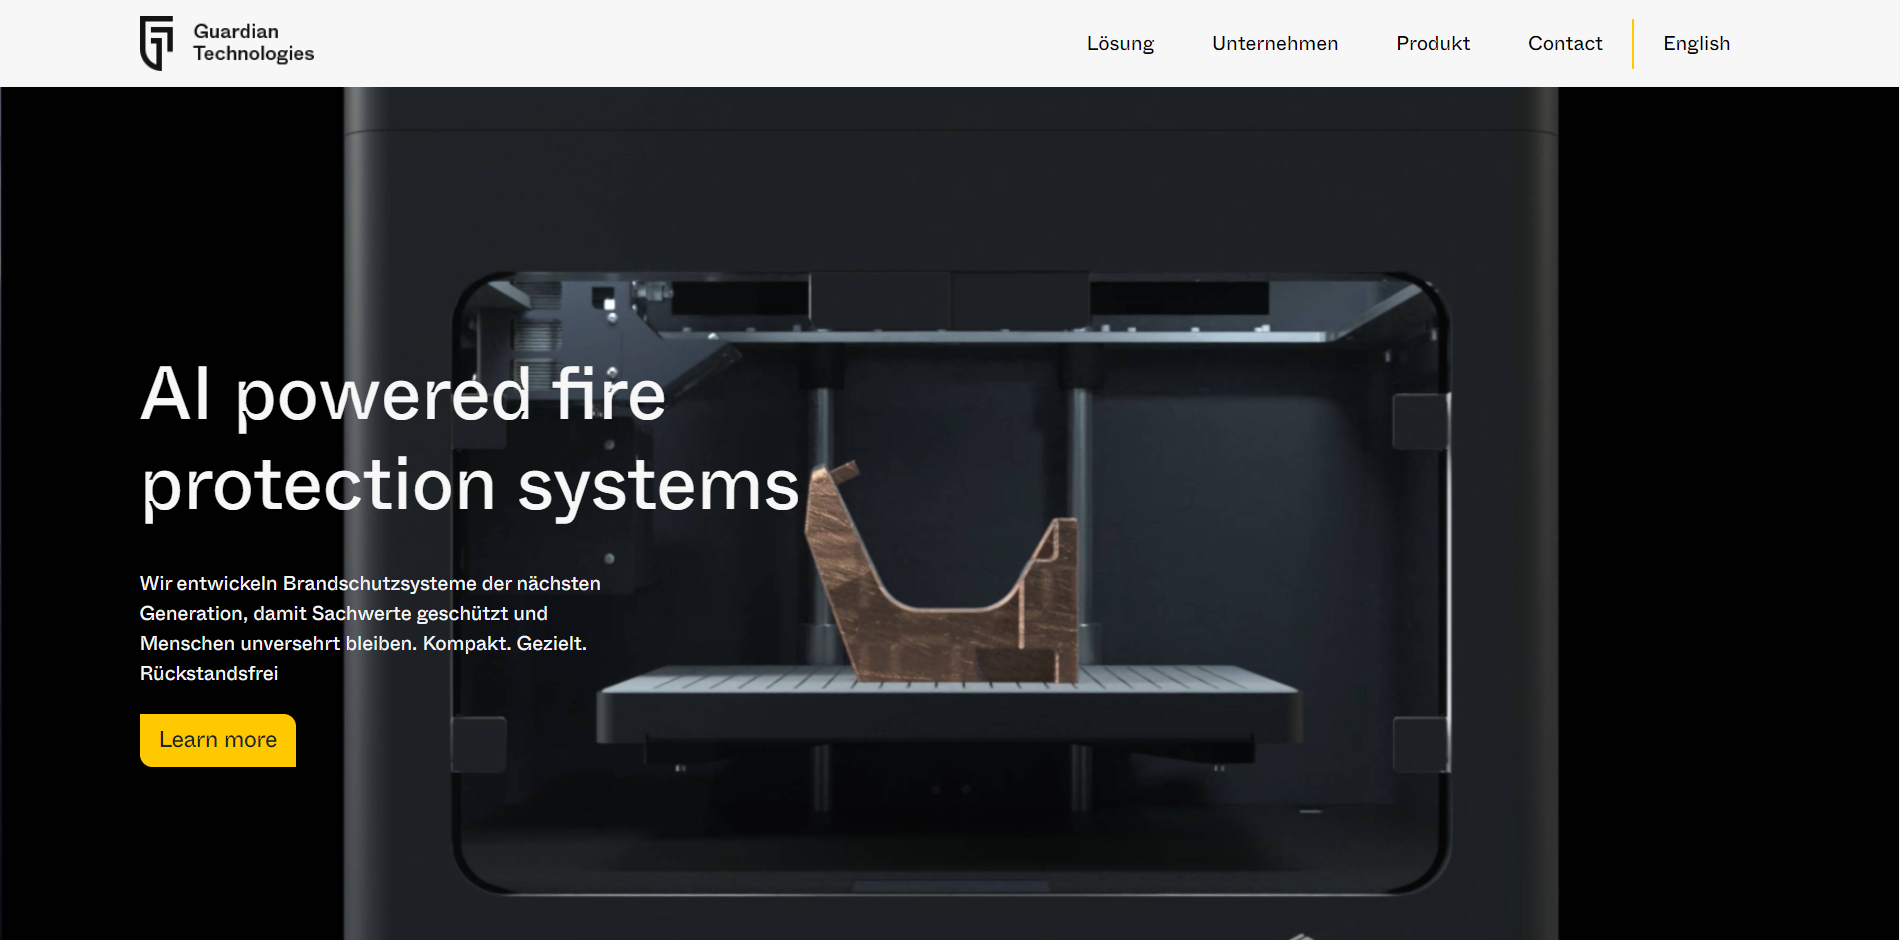 Guardian
Technologies
Lösung
Unternehmen
Produkt
Contact
English
AI powered fire
protection systems
Wir entwickeln Brandschutzsysteme der nächsten
Generation, damit Sachwerte geschützt und
Menschen unversehrt bleiben. Kompakt. Gezielt.
Rückstandsfrei
Learn more